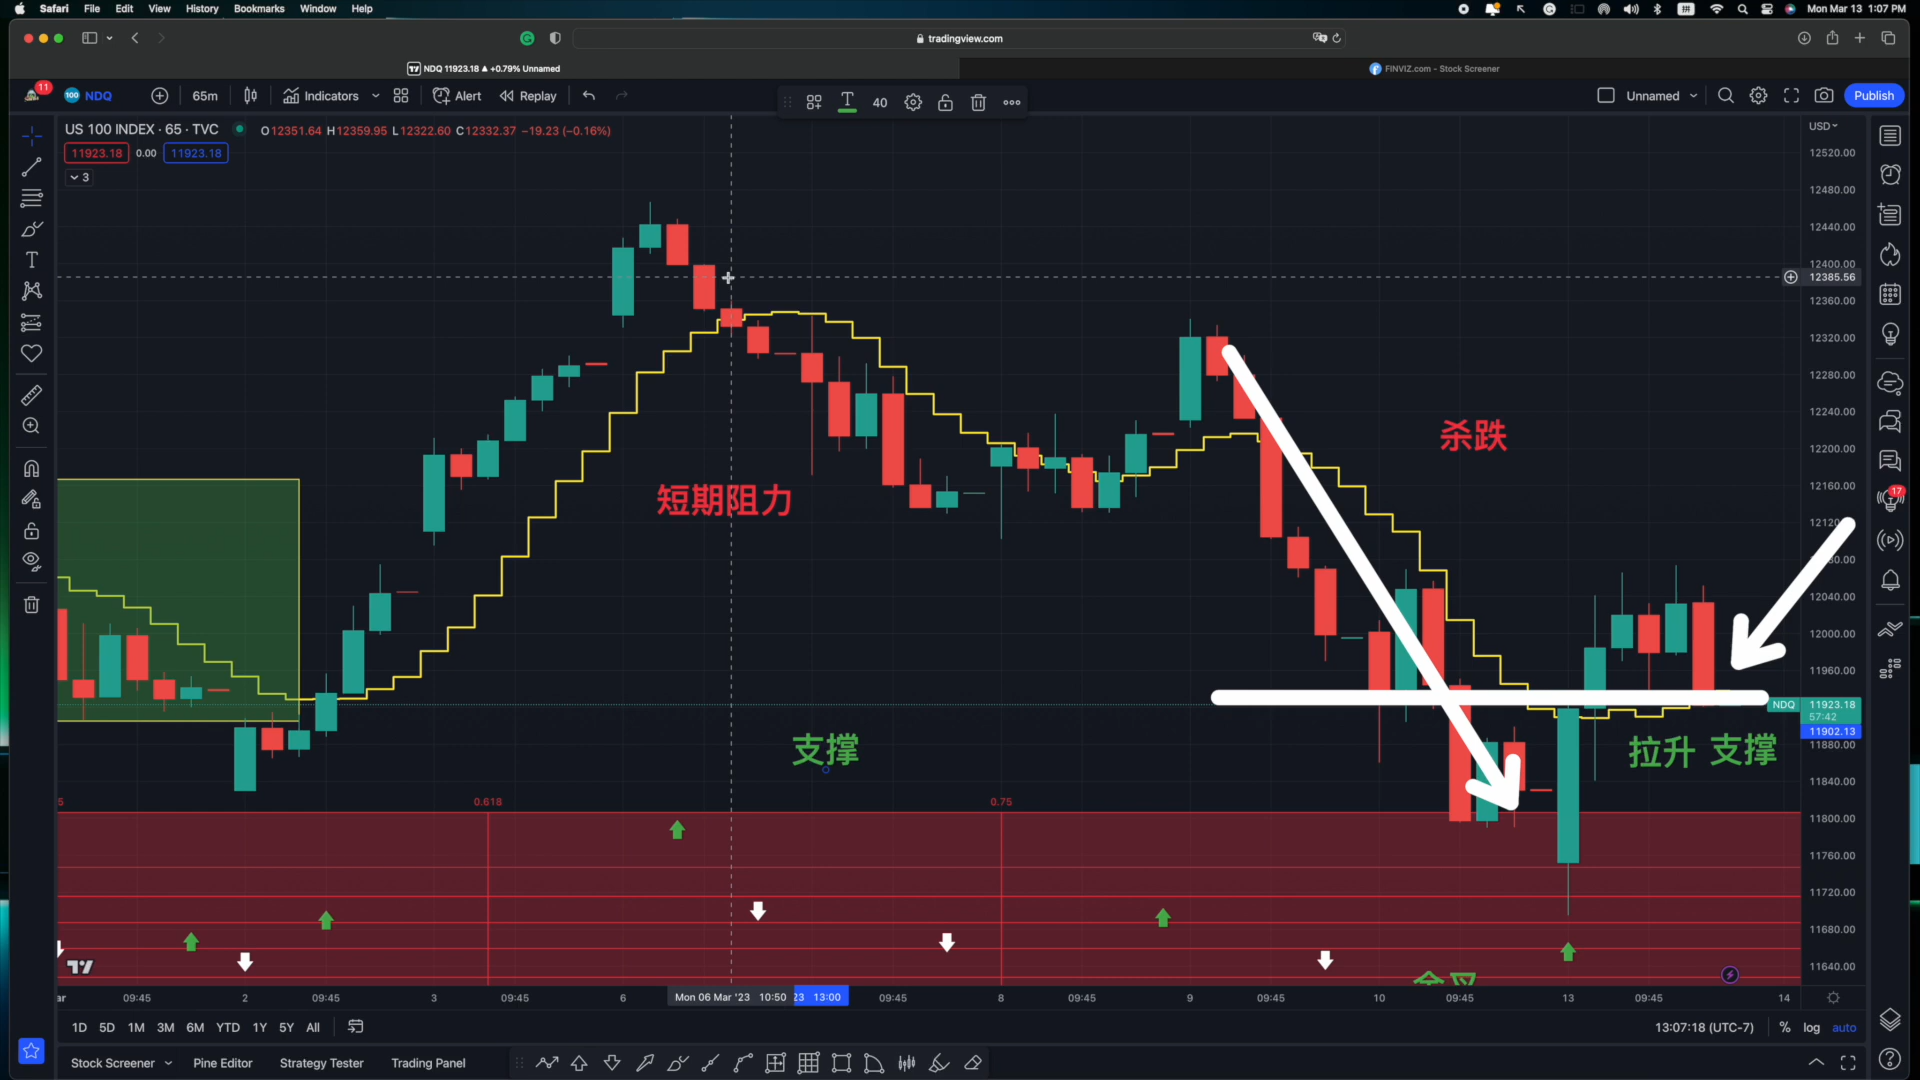 Safari File Edit View History Bookmarks Window Help
Mon Mar 13 1:07 PM
tradingview.com
NDQ 11923.18 ▲ +0.79% Unnamed
FINVIZ.com - Stock Screener
11
100 NDQ 65m Indicators Alert Replay
40
Unnamed Publish
US 100 INDEX · 65 · TVC O12351.64 H12359.95 L12322.60 C12332.37 −19.23 (−0.16%)
11923.18 0.00 11923.18
3
USD
12520.00
12480.00
12440.00
12400.00
12385.56
12360.00
12320.00
12280.00
12240.00
杀跌
12200.00
短期阻力
12160.00
17
12040.00
12000.00
11960.00
NDQ 11923.18
57:42
11902.13
支撑
拉升 支撑
11880.00
11840.00
0.618 0.75
11800.00
11760.00
11720.00
11680.00
11640.00
09:45 2 09:45 3 09:45 6 Mon 06 Mar '23 10:50 23 13:00 09:45 8 09:45 9 09:45 10 09:45 13 09:45 14
1D 5D 1M 3M 6M YTD 1Y 5Y All
13:07:18 (UTC-7) % log auto
Stock Screener Pine Editor Strategy Tester Trading Panel